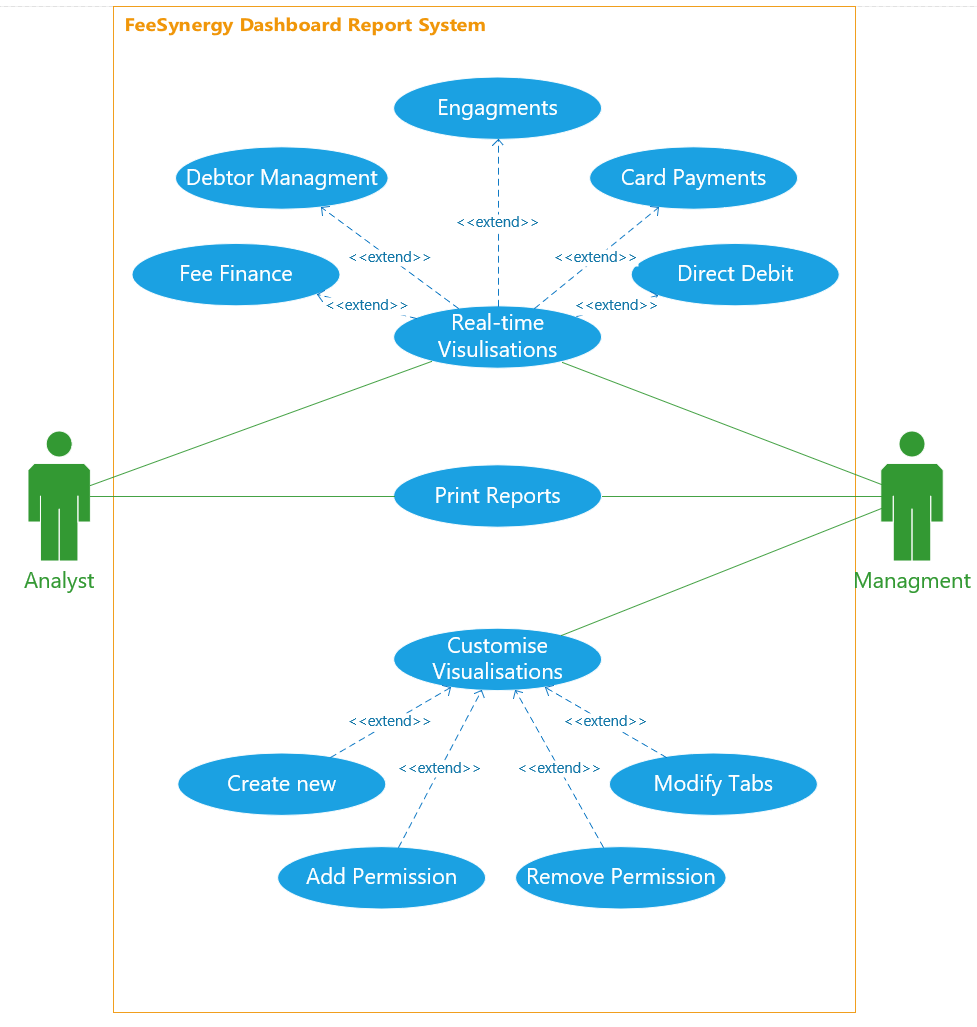 FeeSynergy Dashboard Report System
Engagments
Debtor Managment
Card Payments
<<extend>>
<<extend>>
<<extend>>
Fee Finance
Direct Debit
<<extend>>
<<extend>>
Real-time
Visulisations
Print Reports
Analyst
Managment
Customise
Visualisations
<<extend>>
<<extend>>
<<extend>>
<<extend>>
Create new
Modify Tabs
Add Permission
Remove Permission